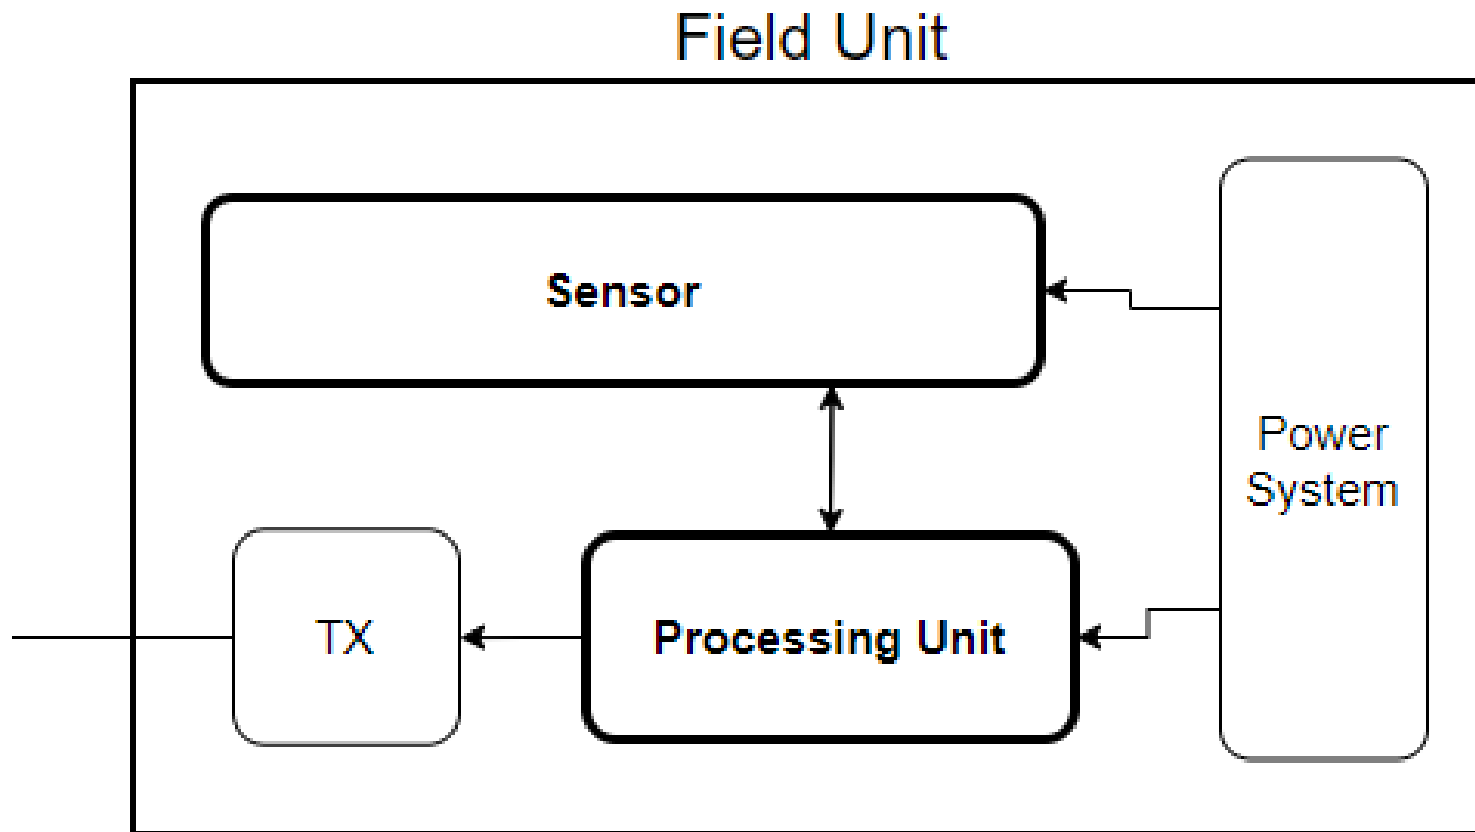 Field Unit
Sensor
Power
System
TX
Processing Unit